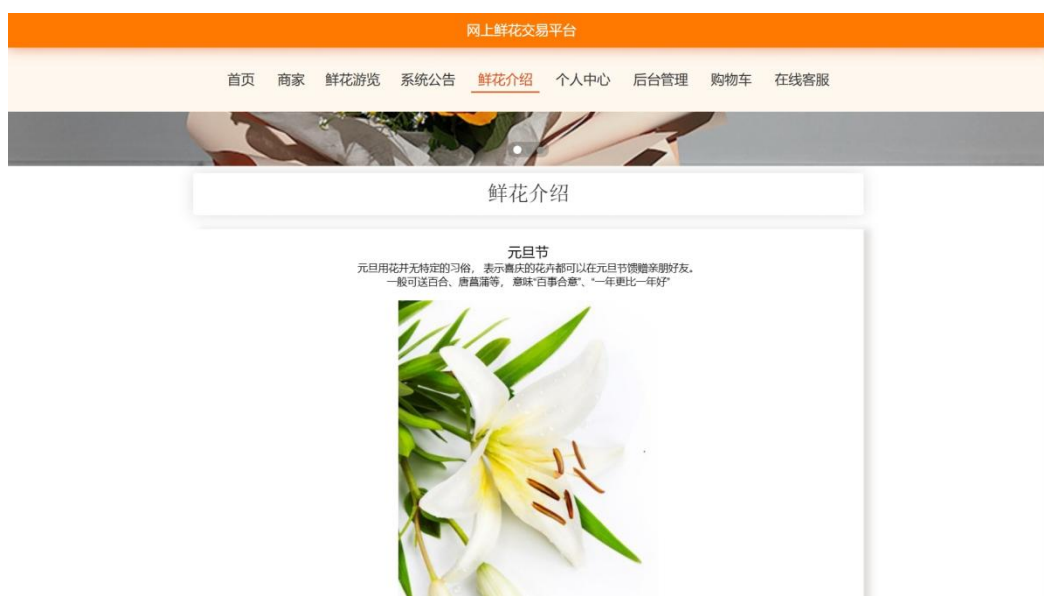 网上鲜花交易平台
首页 商家 鲜花游览 系统公告 鲜花介绍 个人中心 后台管理 购物车 在线客服
鲜花介绍
元旦节
元旦用花并无特定的习俗， 表示喜庆的花卉都可以在元旦节馈赠亲朋好友。
一般可送百合、唐菖蒲等， 意味“百事合意”、“一年更比一年好”